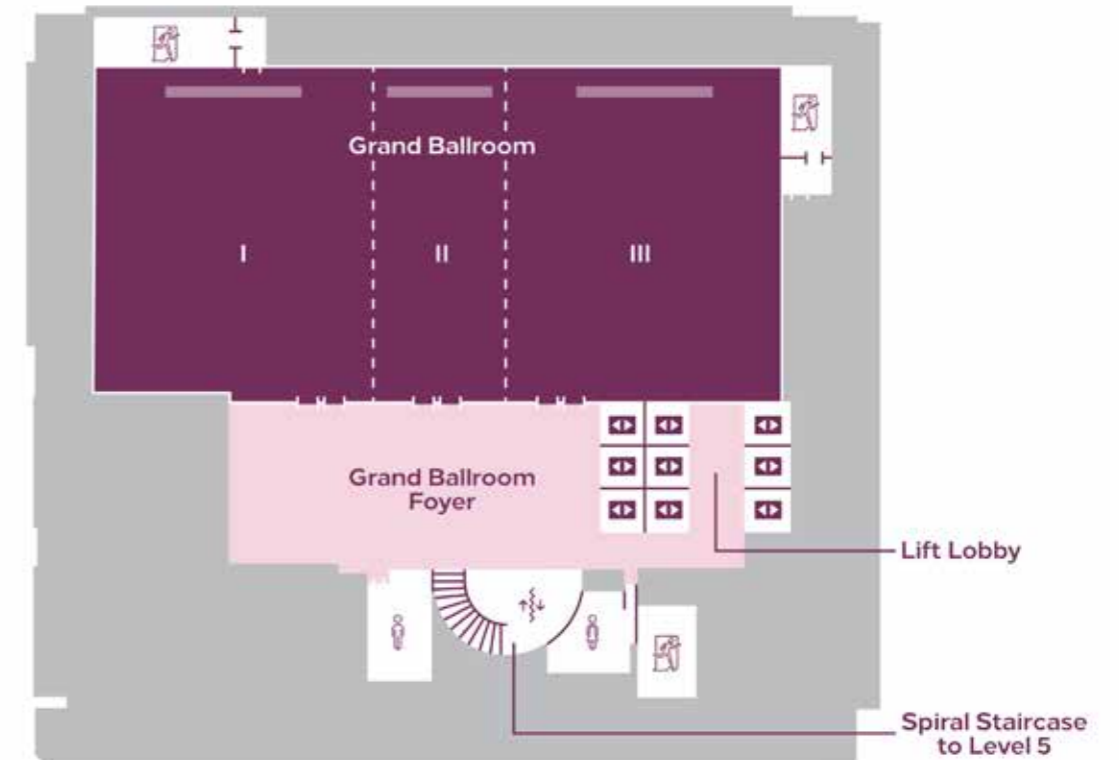 Grand Ballroom
I
II
III
Grand Ballroom
Foyer
Lift Lobby
Spiral Staircase
to Level 5